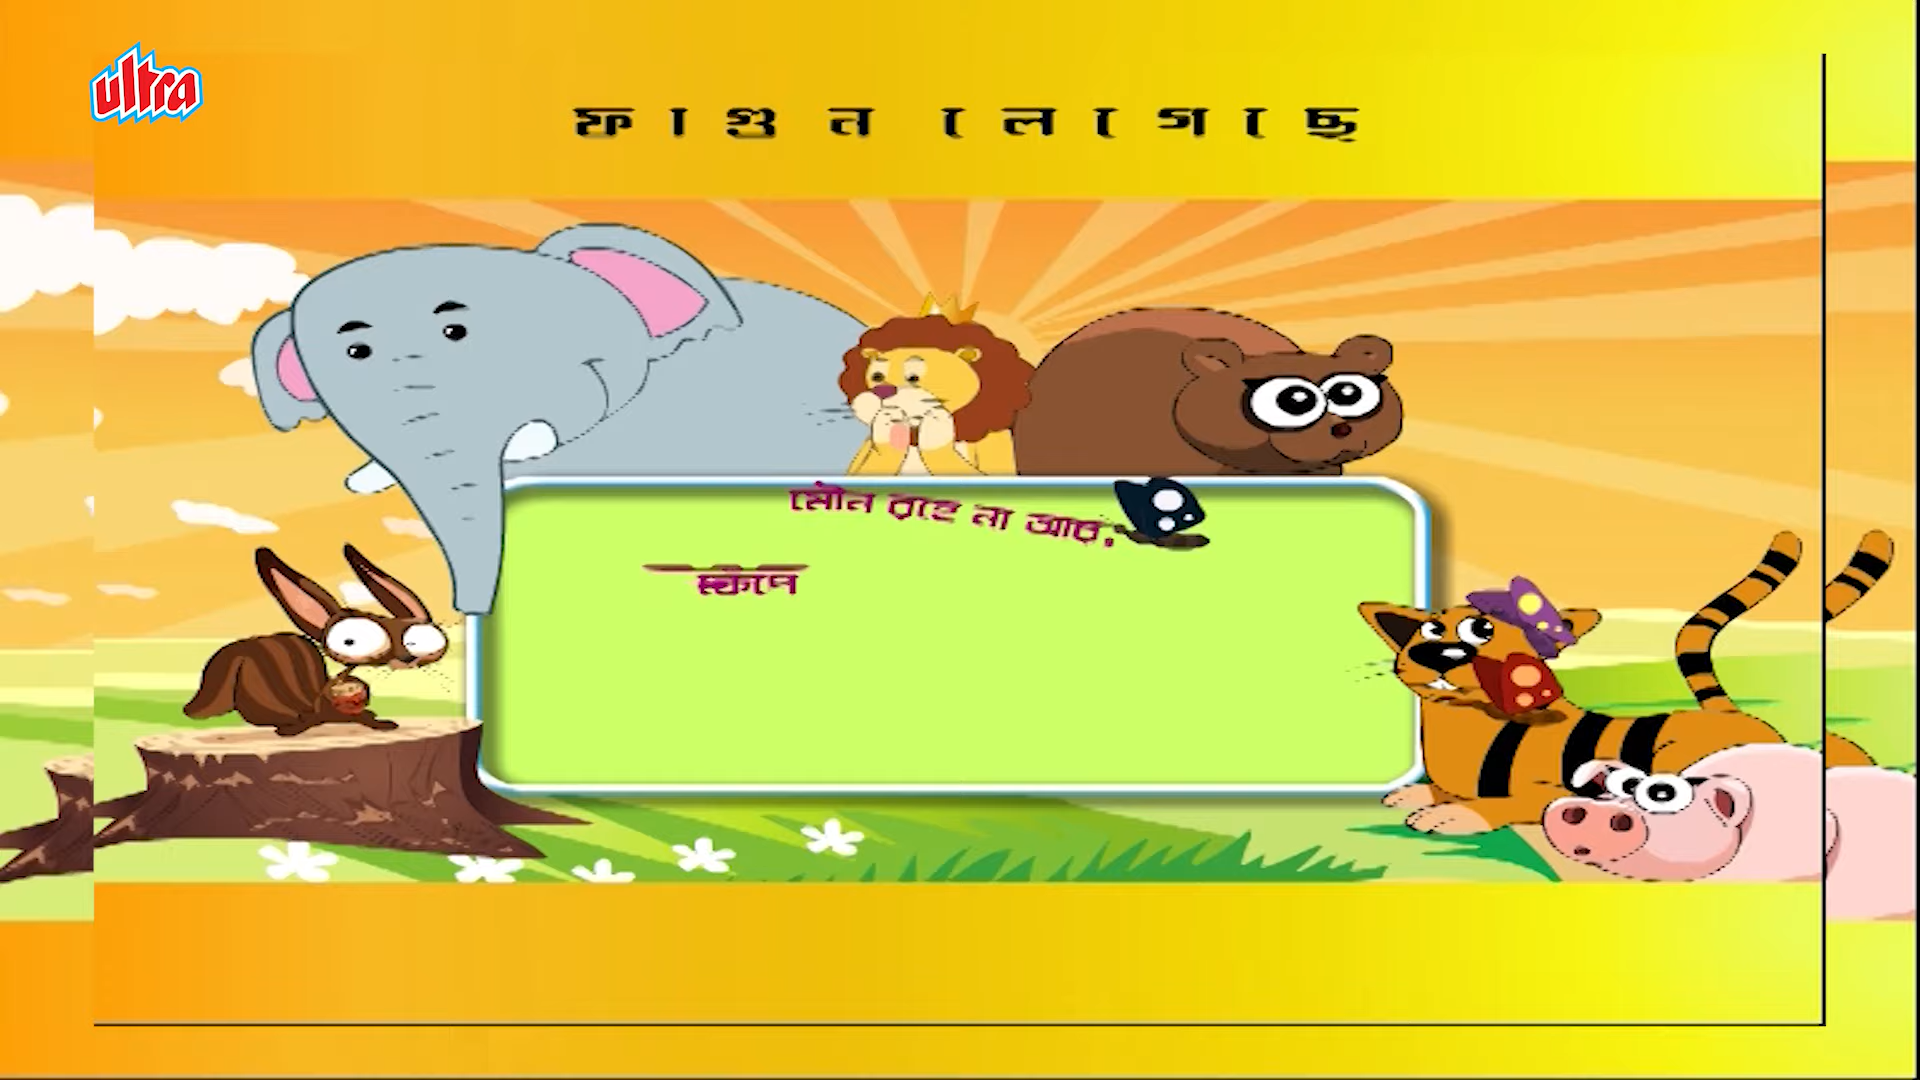 ultra
ফাগুন লেগেছে
মৌন রহে না আর,